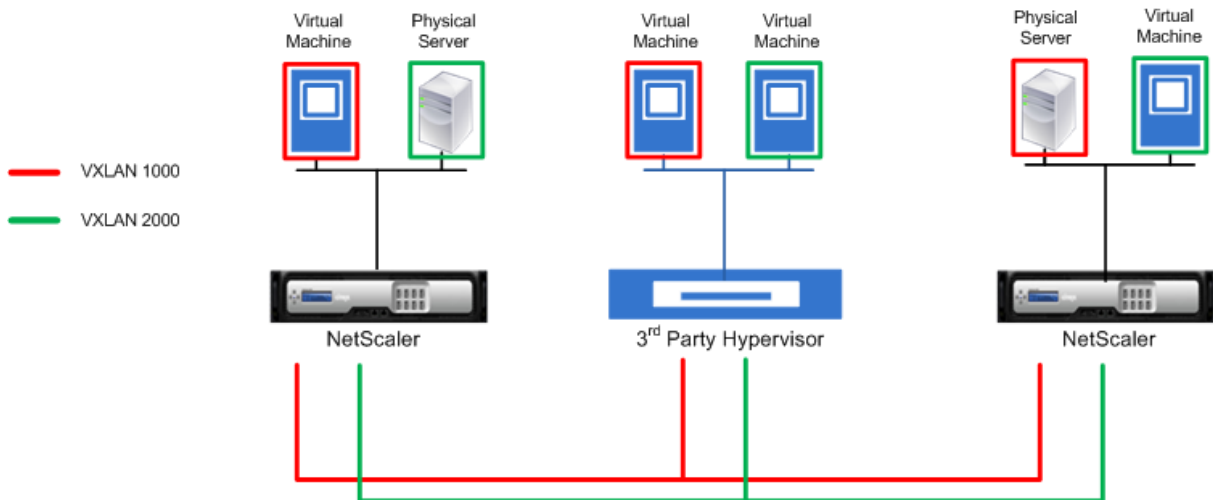 Virtual
Machine
Physical
Server
Virtual
Machine
Virtual
Machine
Physical
Server
Virtual
Machine
VXLAN 1000
VXLAN 2000
NetScaler
3rd Party Hypervisor
NetScaler